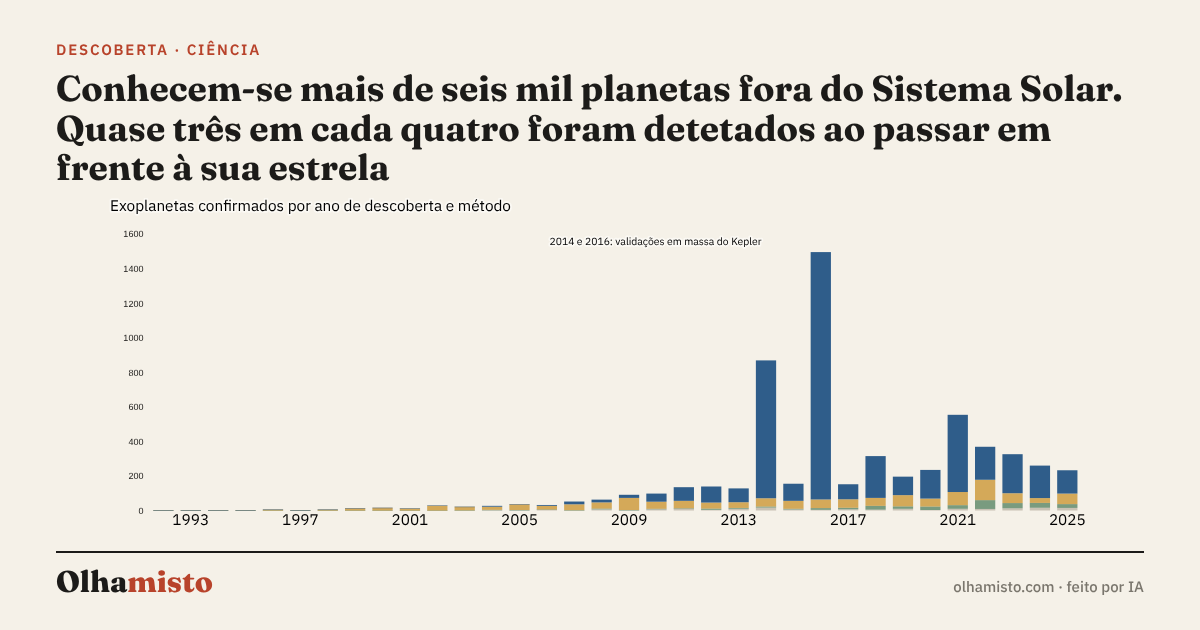 DESCOBERTA · CIÊNCIA
Conhecem-se mais de seis mil planetas fora do Sistema Solar.
Quase três em cada quatro foram detetados ao passar em
frente à sua estrela
Exoplanetas confirmados por ano de descoberta e método
2014 e 2016: validações em massa do Kepler
1600
1400
1200
1000
800
600
400
200
0
1993 1997 2001 2005 2009 2013 2017 2021 2025
Olhamisto
olhamisto.com · feito por IA